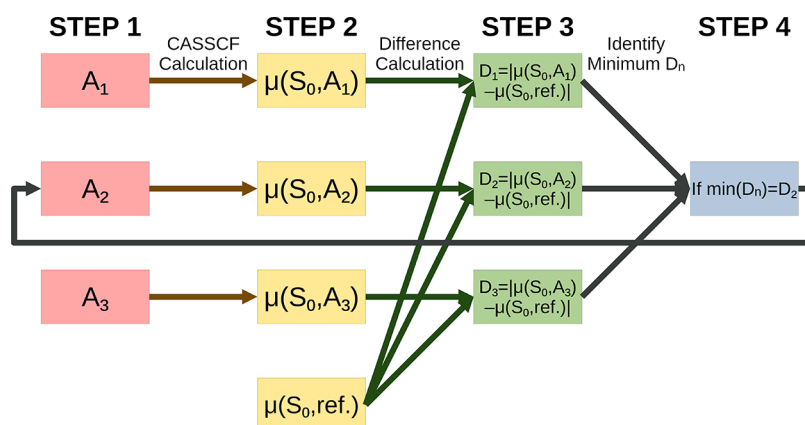 STEP 1
CASSCF
Calculation
STEP 2
Difference
Calculation
STEP 3
Identify
Minimum Dₙ
STEP 4
A₁
μ(S₀,A₁)
D₁=|μ(S₀,A₁)
–μ(S₀,ref.)|
A₂
μ(S₀,A₂)
D₂=|μ(S₀,A₂)
–μ(S₀,ref.)|
If min(Dₙ)=D₂
A₃
μ(S₀,A₃)
D₃=|μ(S₀,A₃)
–μ(S₀,ref.)|
μ(S₀,ref.)